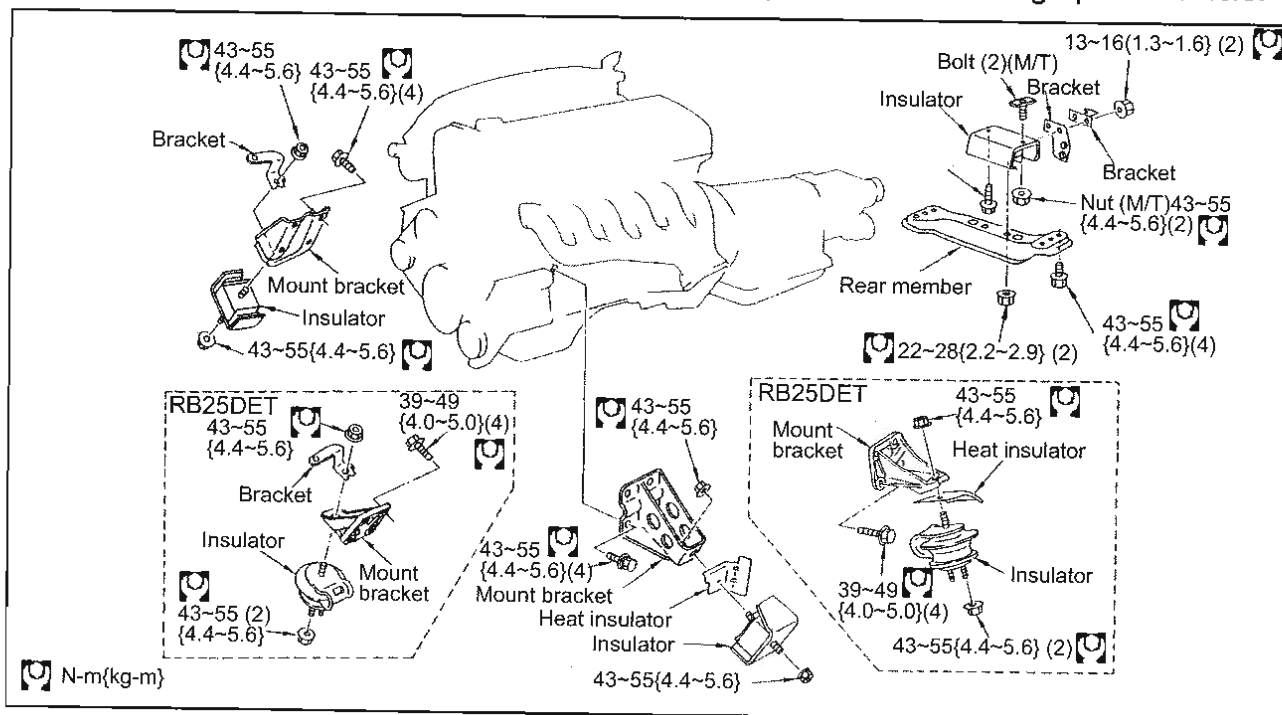 43~55
{4.4~5.6}
43~55
{4.4~5.6}(4)
Bracket
Mount bracket
Insulator
43~55{4.4~5.6}
13~16(1.3~1.6} (2)
Bolt (2)(M/T)
Bracket
Insulator
Bracket
Nut (M/T)43~55
{4.4~5.6}(2)
Rear member
43~55
{4.4~5.6}(4)
22~28{2.2~2.9} (2)
RB25DET
43~55
{4.4~5.6}
39~49
{4.0~5.0}(4)
Bracket
Insulator
Mount
bracket
43~55 (2)
{4.4~5.6}
43~55
{4.4~5.6}
43~55
{4.4~5.6}(4)
Mount bracket
Heat insulator
Insulator
43~55{4.4~5.6}
RB25DET
43~55
{4.4~5.6}
Mount
bracket
Heat insulator
Insulator
39~49
{4.0~5.0}(4)
43~55{4.4~5.6} (2)
N-m{kg-m}